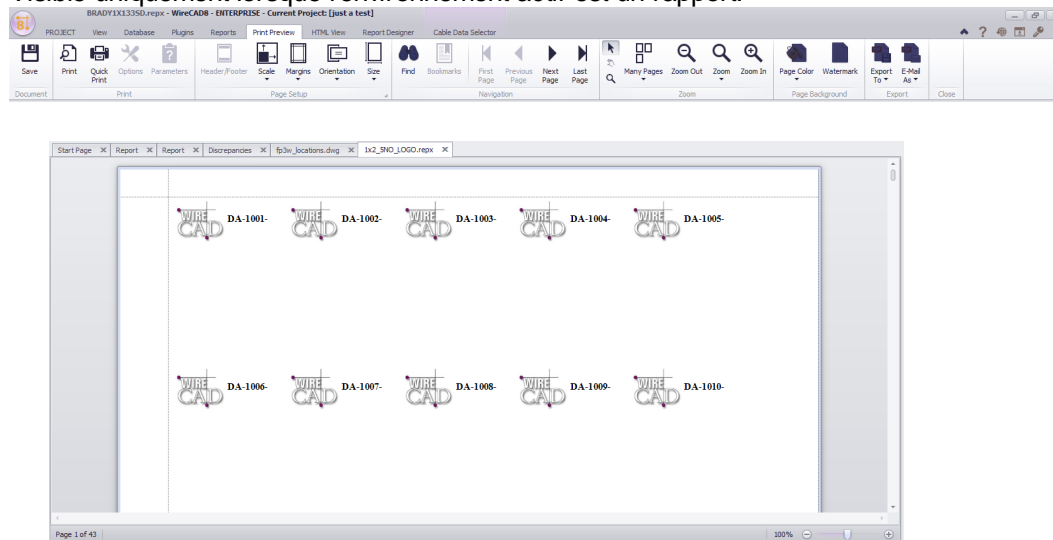 Visible uniquement lorsque l'environnement actif est un rapport.
BRADY1X133SD.repx - WireCAD8 - ENTERPRISE - Current Project: [just a test]
PROJECT View Database Plugins Reports Print Preview HTML View Report Designer Cable Data Selector
Save Print Quick Print Options Parameters Header/Footer Scale Margins Orientation Size Find Bookmarks First Page Previous Page Next Page Last Page Many Pages Zoom Out Zoom Zoom In Page Color Watermark Export To E-Mail As
Document Print Page Setup Navigation Zoom Page Background Export Close
Start Page Report Report Discrepancies fp3w_locations.dwg 1x2_5NO_LOGO.repx
WIRE CAD DA-1001- WIRE CAD DA-1002- WIRE CAD DA-1003- WIRE CAD DA-1004- WIRE CAD DA-1005-
WIRE CAD DA-1006- WIRE CAD DA-1007- WIRE CAD DA-1008- WIRE CAD DA-1009- WIRE CAD DA-1010-
Page 1 of 43 100%